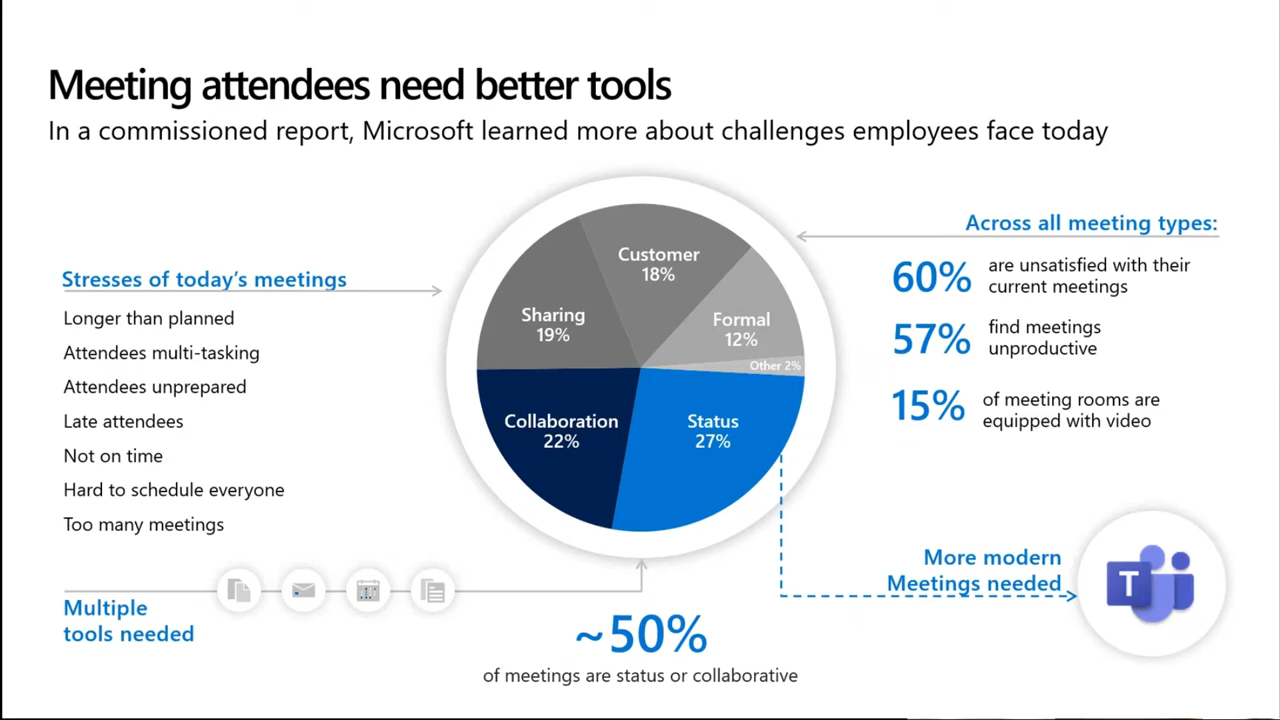 Meeting attendees need better tools
In a commissioned report, Microsoft learned more about challenges employees face today
Stresses of today’s meetings
Longer than planned
Attendees multi-tasking
Attendees unprepared
Late attendees
Not on time
Hard to schedule everyone
Too many meetings
Multiple
tools needed
Customer
18%
Sharing
19%
Formal
12%
Other 2%
Collaboration
22%
Status
27%
~50%
of meetings are status or collaborative
Across all meeting types:
60% are unsatisfied with their
current meetings
57% find meetings
unproductive
15% of meeting rooms are
equipped with video
More modern
Meetings needed
T